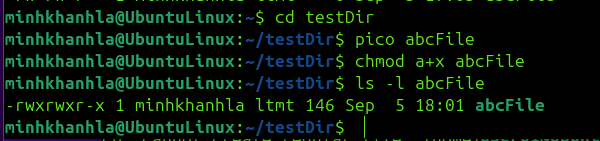 minhkhanhla@UbuntuLinux:~$ cd testDir
minhkhanhla@UbuntuLinux:~/testDir$ pico abcFile
minhkhanhla@UbuntuLinux:~/testDir$ chmod a+x abcFile
minhkhanhla@UbuntuLinux:~/testDir$ ls -l abcFile
-rwxrwxr-x 1 minhkhanhla ltmt 146 Sep  5 18:01 abcFile
minhkhanhla@UbuntuLinux:~/testDir$